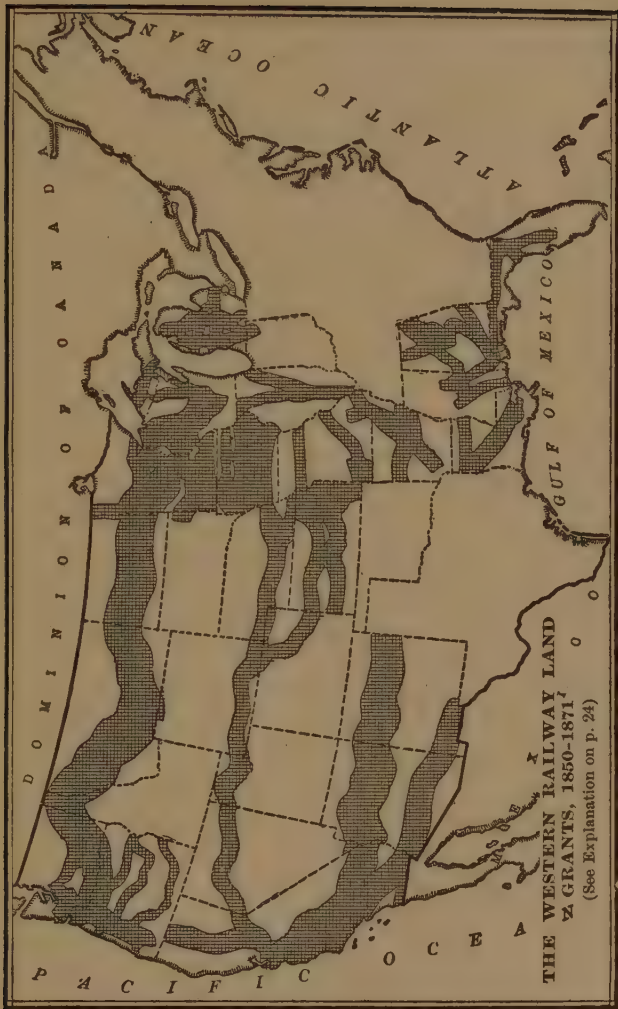 DOMINION OF CANADA
PACIFIC OCEAN
ATLANTIC OCEAN
GULF OF MEXICO
MEXICO
THE WESTERN RAILWAY LAND
GRANTS, 1850-1871
(See Explanation on p. 24)